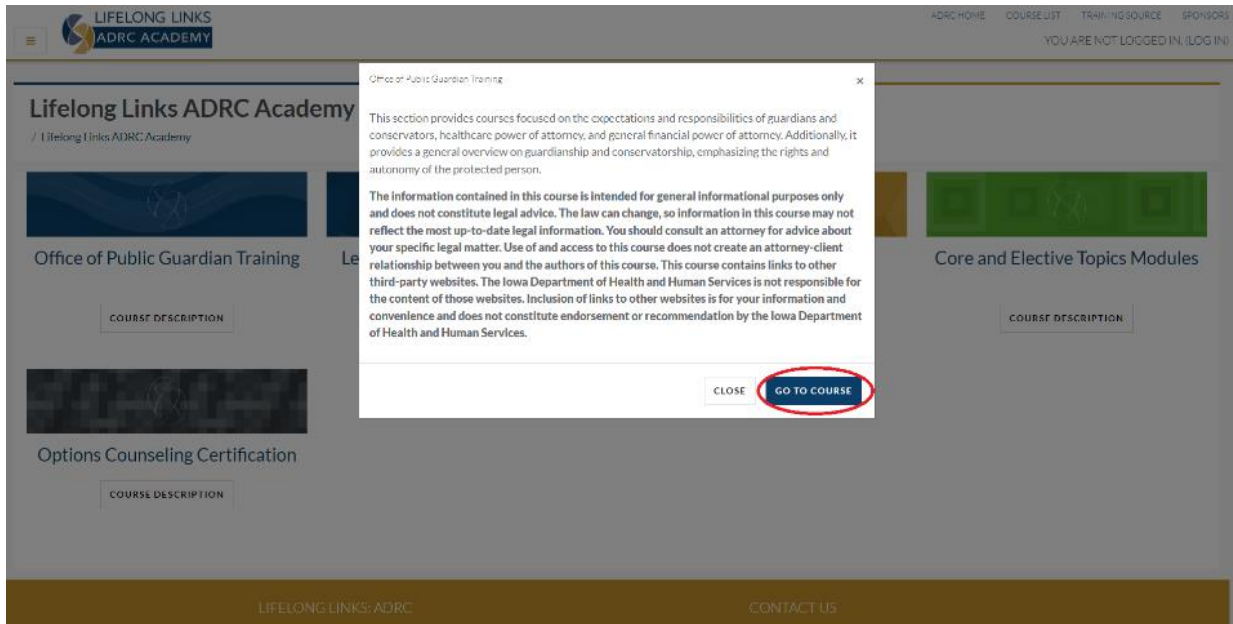 LIFELONG LINKS
ADRC ACADEMY
ADRC HOME COURSE LIST TRAINING SOURCE SPONSORS
YOU ARE NOT LOGGED IN. (LOG IN)
Office of Public Guardian Training ×
This section provides courses focused on the expectations and responsibilities of guardians and
conservators, healthcare power of attorney, and general financial power of attorney. Additionally, it
provides a general overview on guardianship and conservatorship, emphasizing the rights and
autonomy of the protected person.
The information contained in this course is intended for general informational purposes only
and does not constitute legal advice. The law can change, so information in this course may not
reflect the most up-to-date legal information. You should consult an attorney for advice about
your specific legal matter. Use of and access to this course does not create an attorney-client
relationship between you and the authors of this course. This course contains links to other
third-party websites. The Iowa Department of Health and Human Services is not responsible for
the content of those websites. Inclusion of links to other websites is for your information and
convenience and does not constitute endorsement or recommendation by the Iowa Department
of Health and Human Services.
CLOSE GO TO COURSE
Lifelong Links ADRC Academy
/ Lifelong Links ADRC Academy
Office of Public Guardian Training
Le
Core and Elective Topics Modules
COURSE DESCRIPTION
COURSE DESCRIPTION
Options Counseling Certification
COURSE DESCRIPTION
LIFELONG LINKS: ADRC
CONTACT US